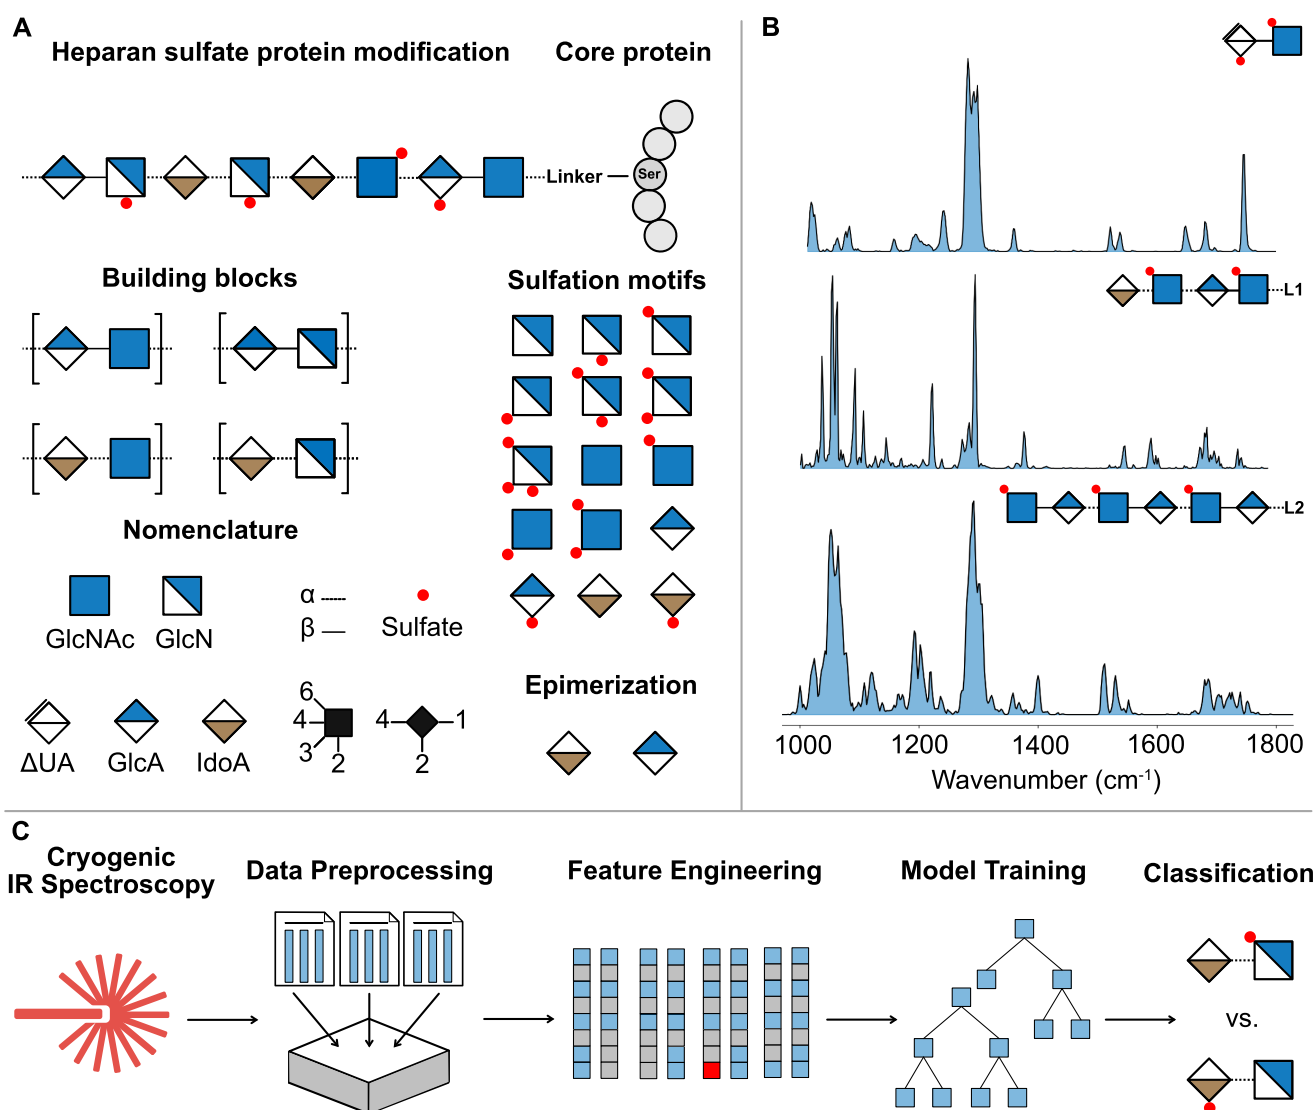 A
Heparan sulfate protein modification
Core protein
Linker
Ser
Building blocks
Sulfation motifs
Nomenclature
GlcNAc
GlcN
α
β
Sulfate
ΔUA
GlcA
IdoA
6
4
3
2
4
1
2
Epimerization
B
L1
L2
1000
1200
1400
1600
1800
Wavenumber (cm⁻¹)
C
Cryogenic
IR Spectroscopy
Data Preprocessing
Feature Engineering
Model Training
Classification
vs.